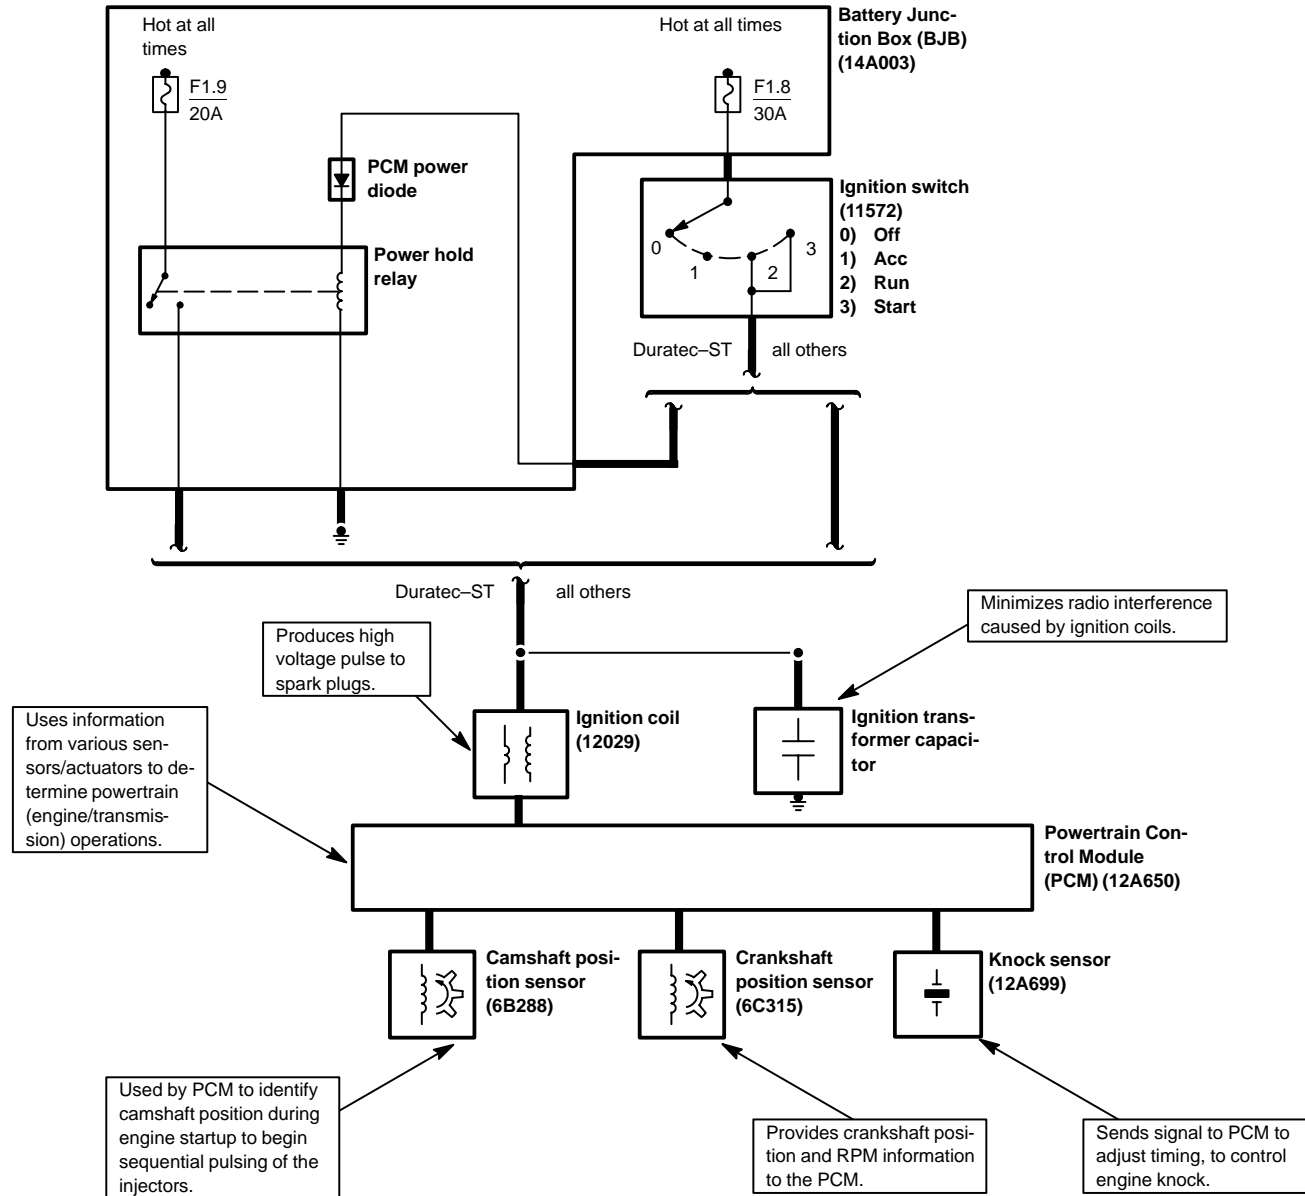 Hot at all
times
F1.9
20A
Hot at all times
F1.8
30A
Battery Junc-
tion Box (BJB)
(14A003)
PCM power
diode
Power hold
relay
Ignition switch
(11572)
0) Off
1) Acc
2) Run
3) Start
0
1
2
3
Duratec–ST
all others
Duratec–ST
all others
Produces high
voltage pulse to
spark plugs.
Minimizes radio interference
caused by ignition coils.
Uses information
from various sen-
sors/actuators to de-
termine powertrain
(engine/transmis-
sion) operations.
Ignition coil
(12029)
Ignition trans-
former capaci-
tor
Powertrain Con-
trol Module
(PCM) (12A650)
Camshaft posi-
tion sensor
(6B288)
Crankshaft
position sensor
(6C315)
Knock sensor
(12A699)
Used by PCM to identify
camshaft position during
engine startup to begin
sequential pulsing of the
injectors.
Provides crankshaft posi-
tion and RPM information
to the PCM.
Sends signal to PCM to
adjust timing, to control
engine knock.